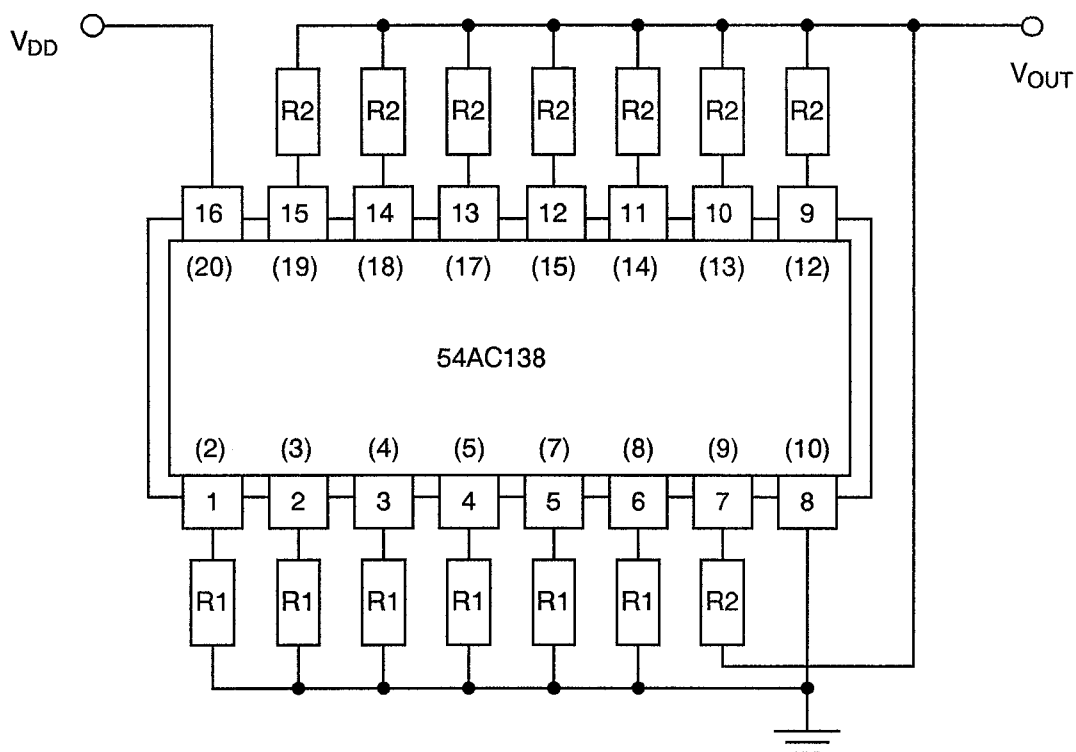 V_DD
V_OUT
R2 R2 R2 R2 R2 R2 R2
16 15 14 13 12 11 10 9
(20) (19) (18) (17) (15) (14) (13) (12)
54AC138
(2) (3) (4) (5) (7) (8) (9) (10)
1 2 3 4 5 6 7 8
R1 R1 R1 R1 R1 R1 R2